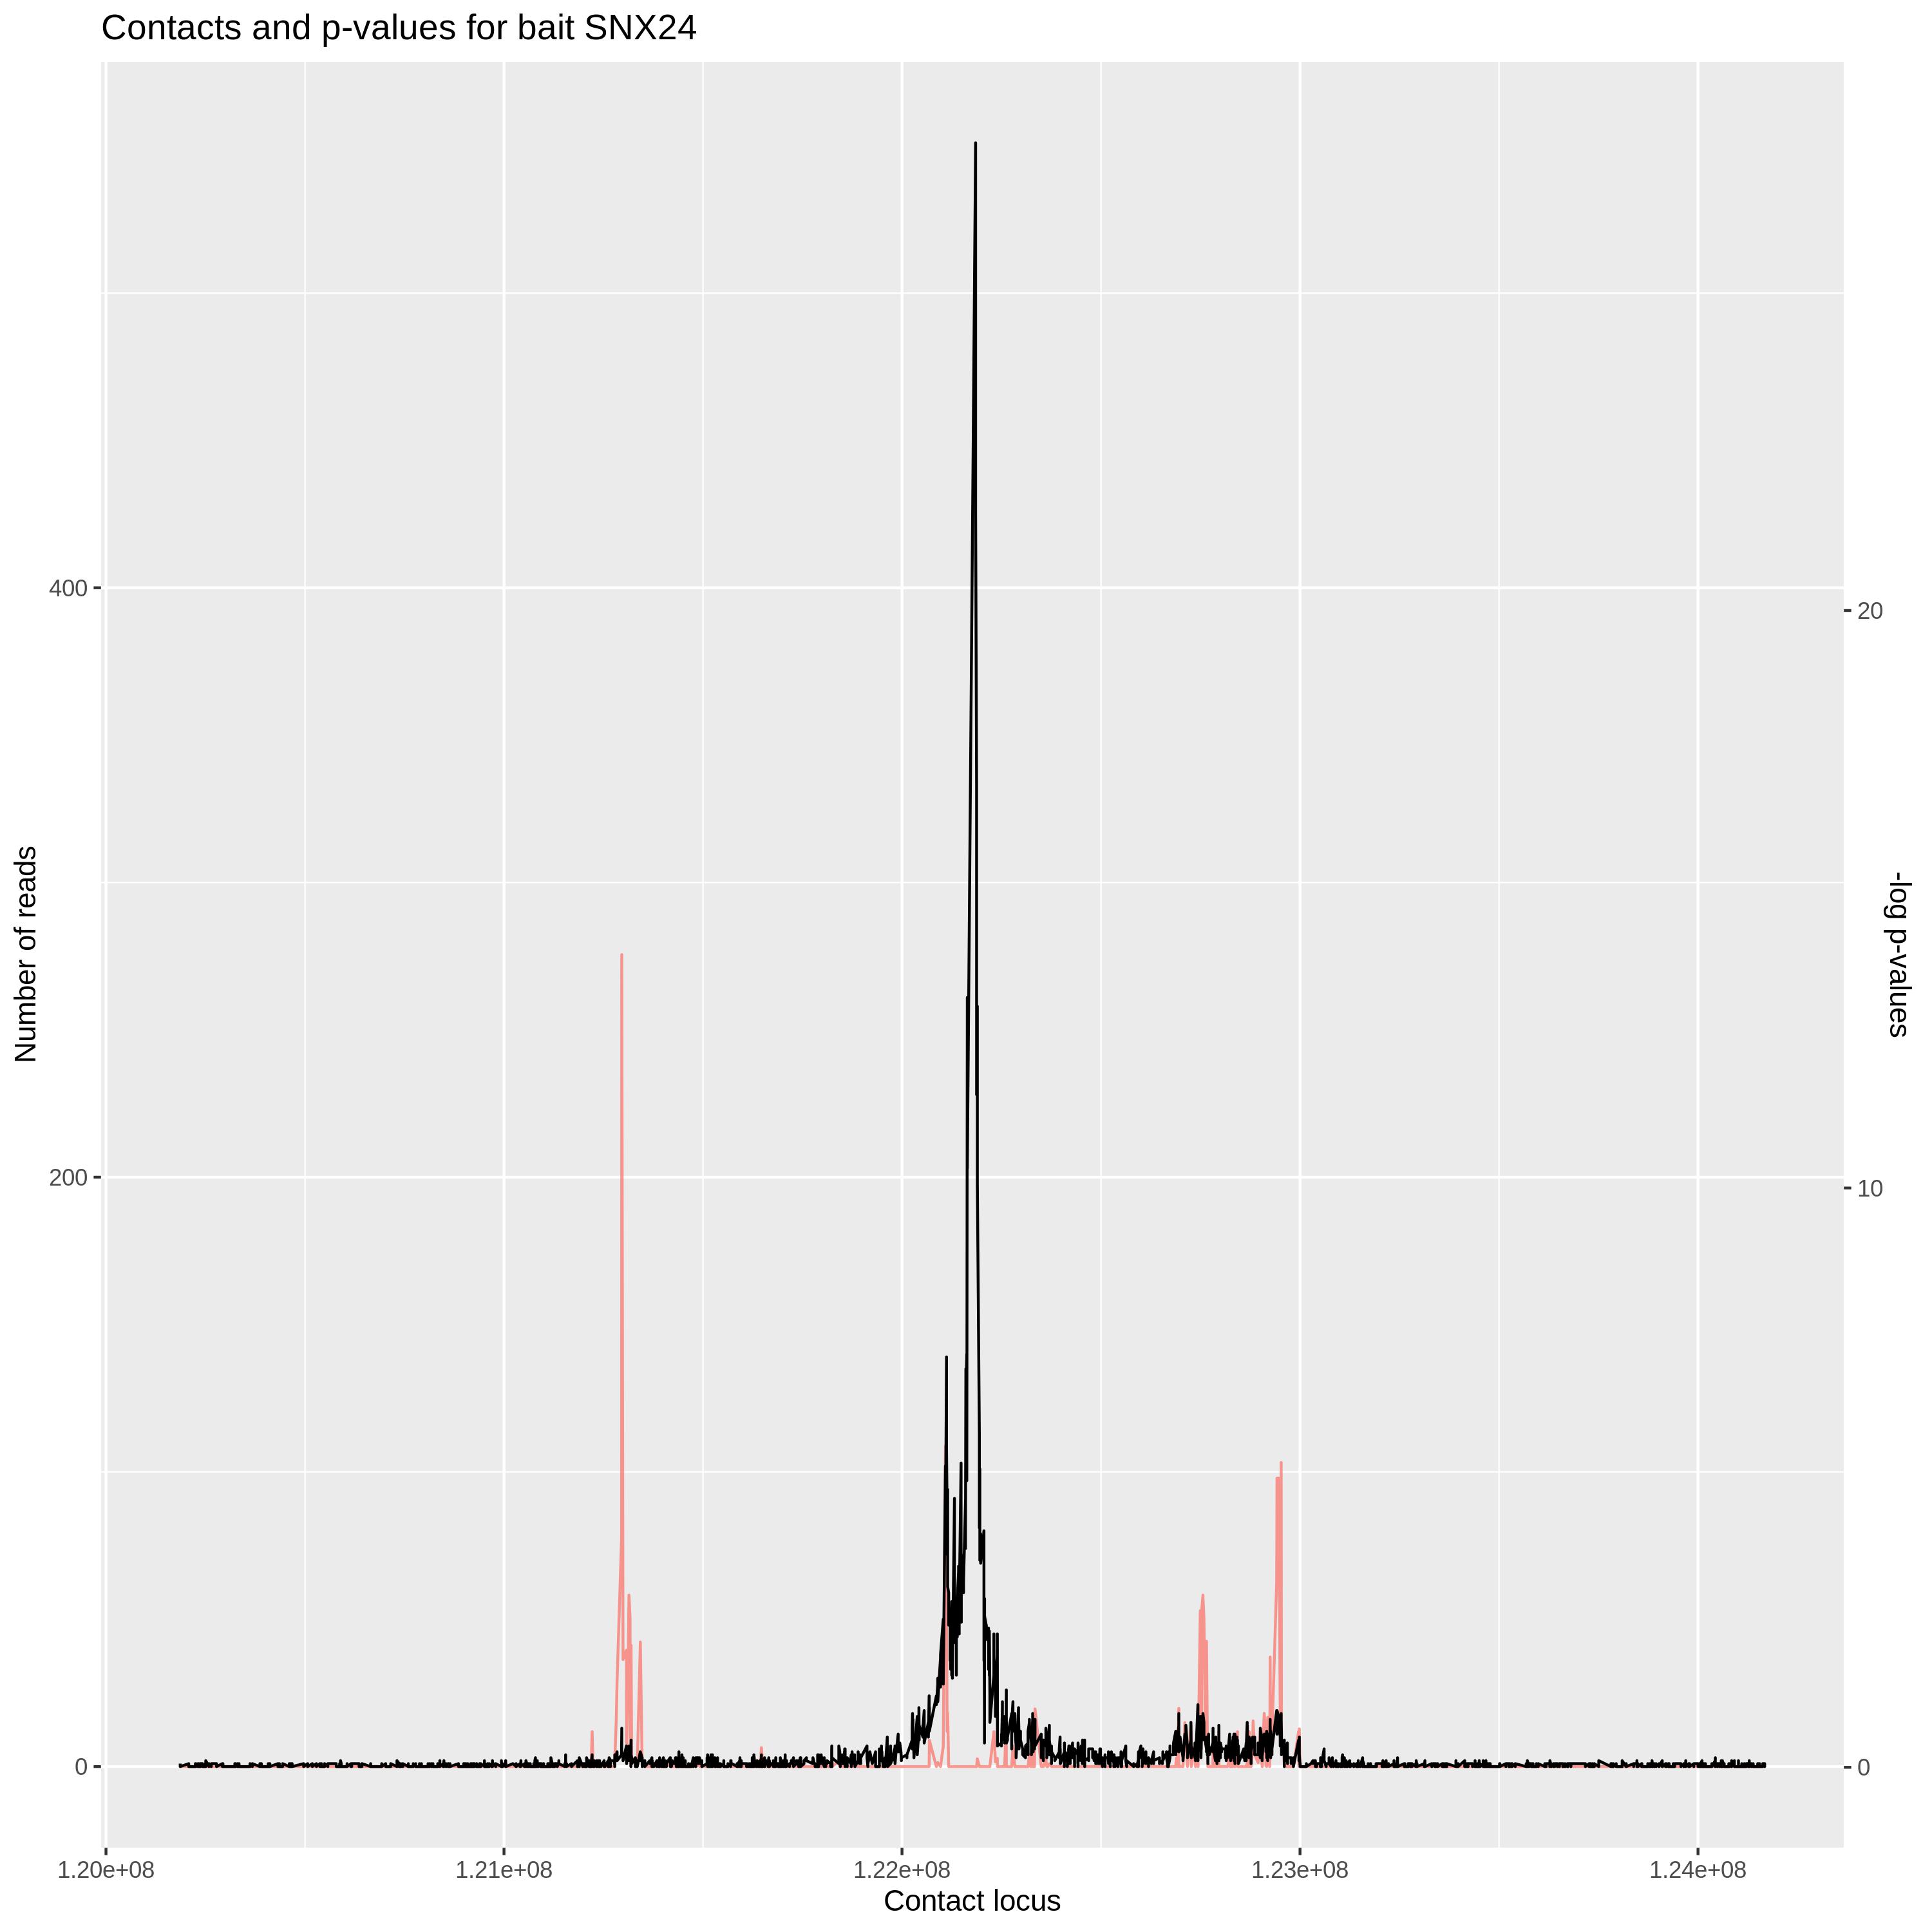 Contacts and p-values for bait SNX24
Number of reads
400
200
0
20
10
0
-log p-values
1.20e+08
1.21e+08
1.22e+08
1.23e+08
1.24e+08
Contact locus